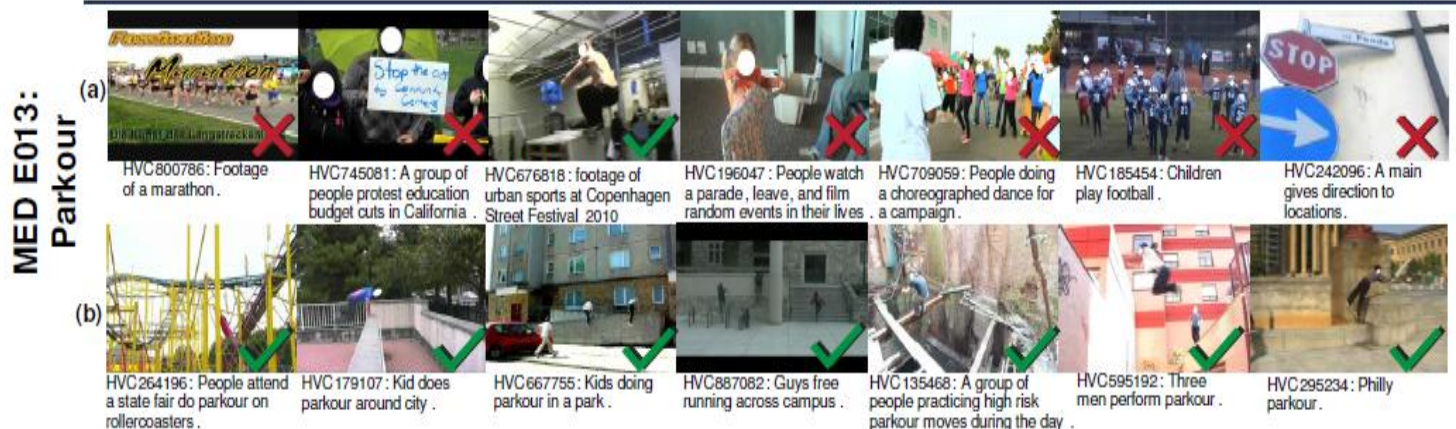 MED E013:
Parkour
(a)
Marathon
Stop the cuts
to Community
Centers
STOP
HVC800786 : Footage
of a marathon .
HVC745081 : A group of
people protest education
budget cuts in California .
HVC676818 : footage of
urban sports at Copenhagen
Street Festival 2010
HVC196047 : People watch
a parade , leave, and film
random events in their lives .
HVC709059 : People doing
a choreographed dance for
a campaign .
HVC185454 : Children
play football .
HVC242096 : A main
gives direction to
locations.
(b)
HVC264196 : People attend
a state fair do parkour on
rollercoasters .
HVC179107 : Kid does
parkour around city .
HVC667755 : Kids doing
parkour in a park .
HVC887082 : Guys free
running across campus .
HVC135468 : A group of
people practicing high risk
parkour moves during the day .
HVC595192 : Three
men perform parkour .
HVC295234 : Philly
parkour .